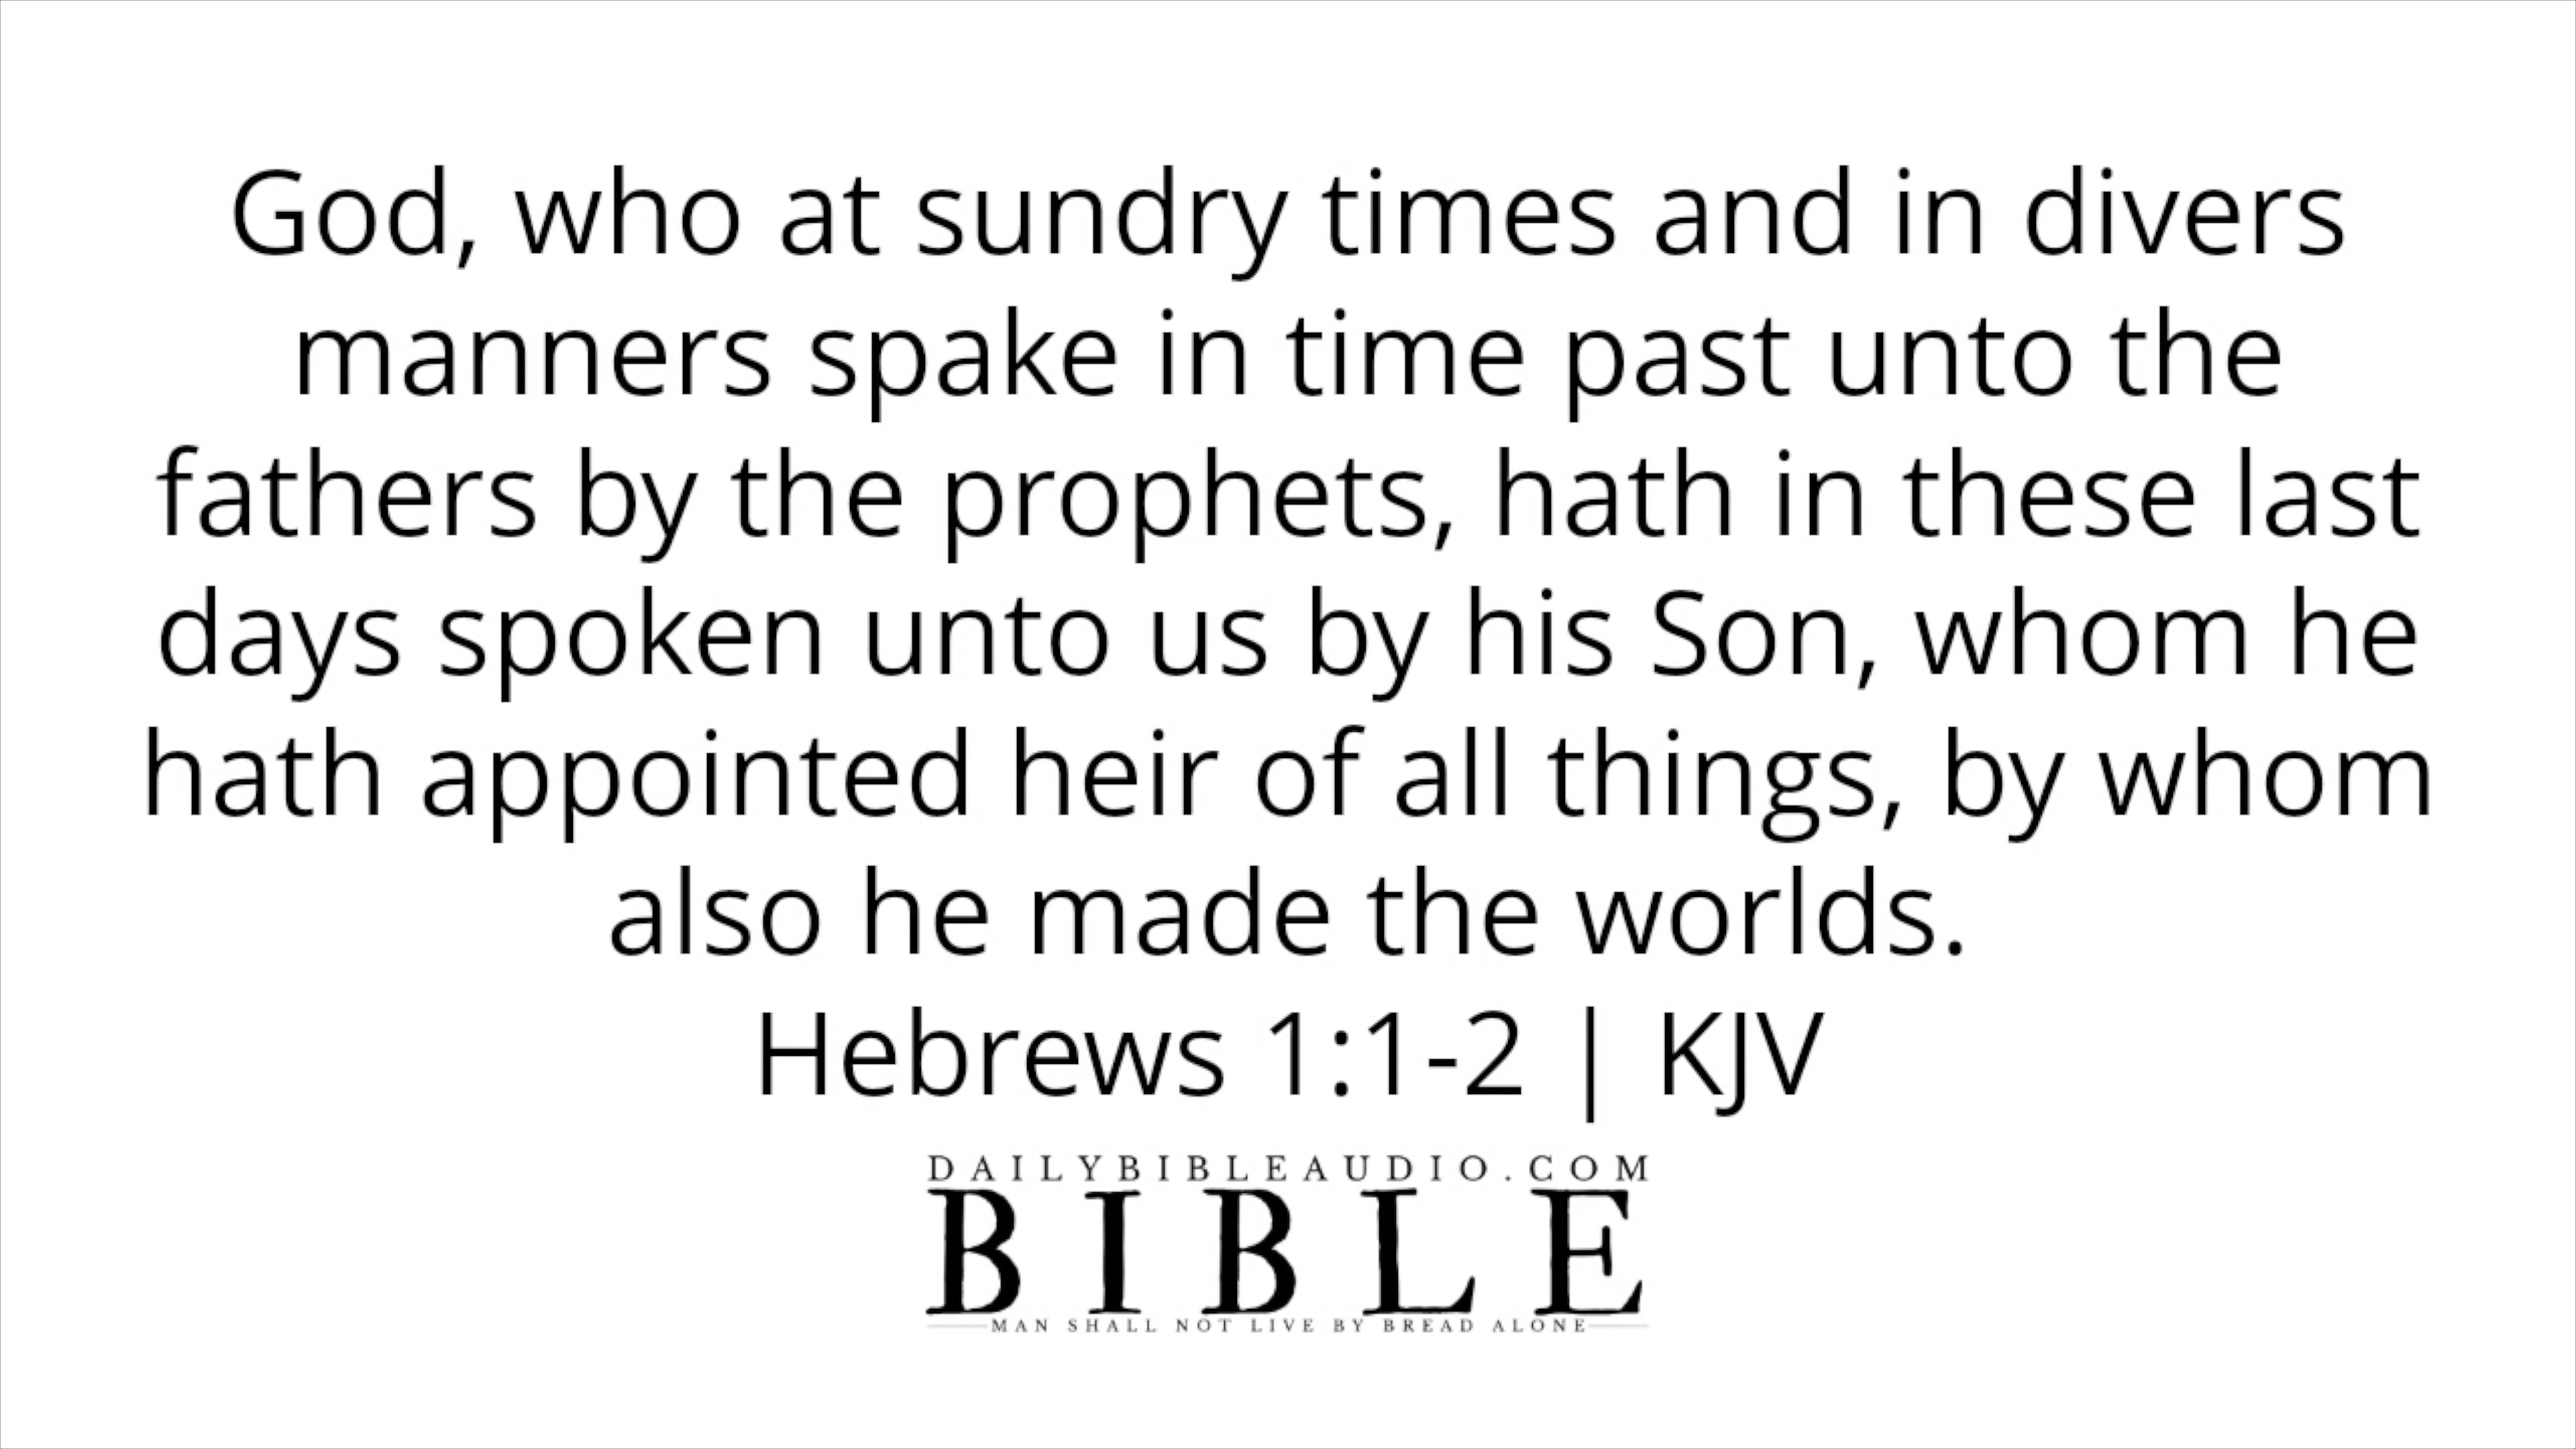 God, who at sundry times and in divers
manners spake in time past unto the
fathers by the prophets, hath in these last
days spoken unto us by his Son, whom he
hath appointed heir of all things, by whom
also he made the worlds.
Hebrews 1:1-2 | KJV
DAILYBIBLEAUDIO.COM
BIBLE
MAN SHALL NOT LIVE BY BREAD ALONE